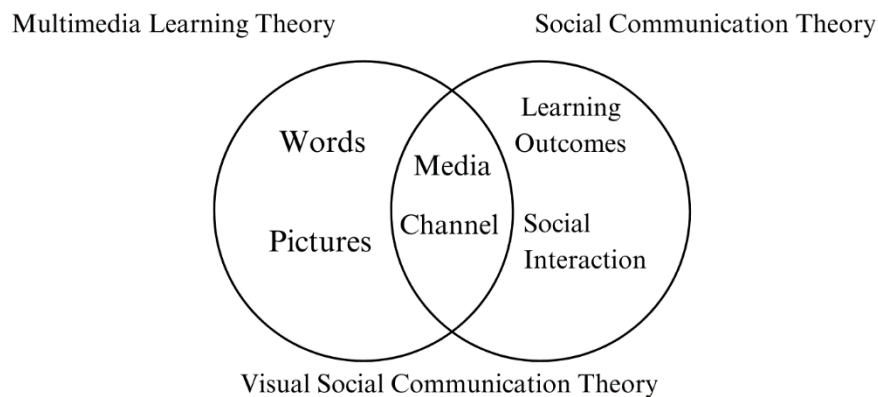 Multimedia Learning Theory
Social Communication Theory
Words
Pictures
Media
Channel
Learning
Outcomes
Social
Interaction
Visual Social Communication Theory